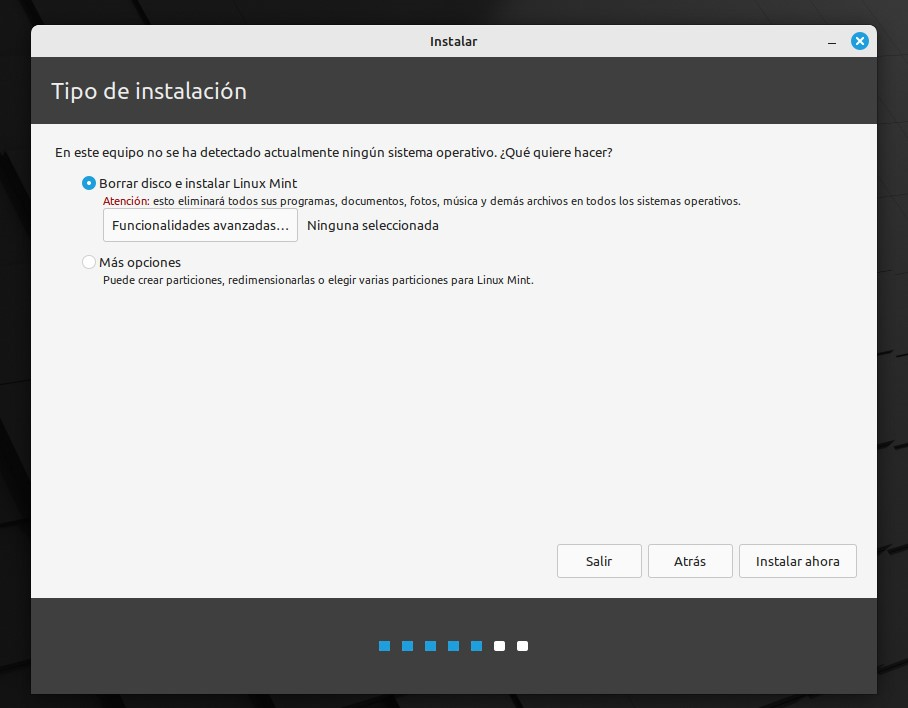 Instalar
Tipo de instalación
En este equipo no se ha detectado actualmente ningún sistema operativo. ¿Qué quiere hacer?
Borrar disco e instalar Linux Mint
Atención: esto eliminará todos sus programas, documentos, fotos, música y demás archivos en todos los sistemas operativos.
Funcionalidades avanzadas... Ninguna seleccionada
Más opciones
Puede crear particiones, redimensionarlas o elegir varias particiones para Linux Mint.
Salir Atrás Instalar ahora